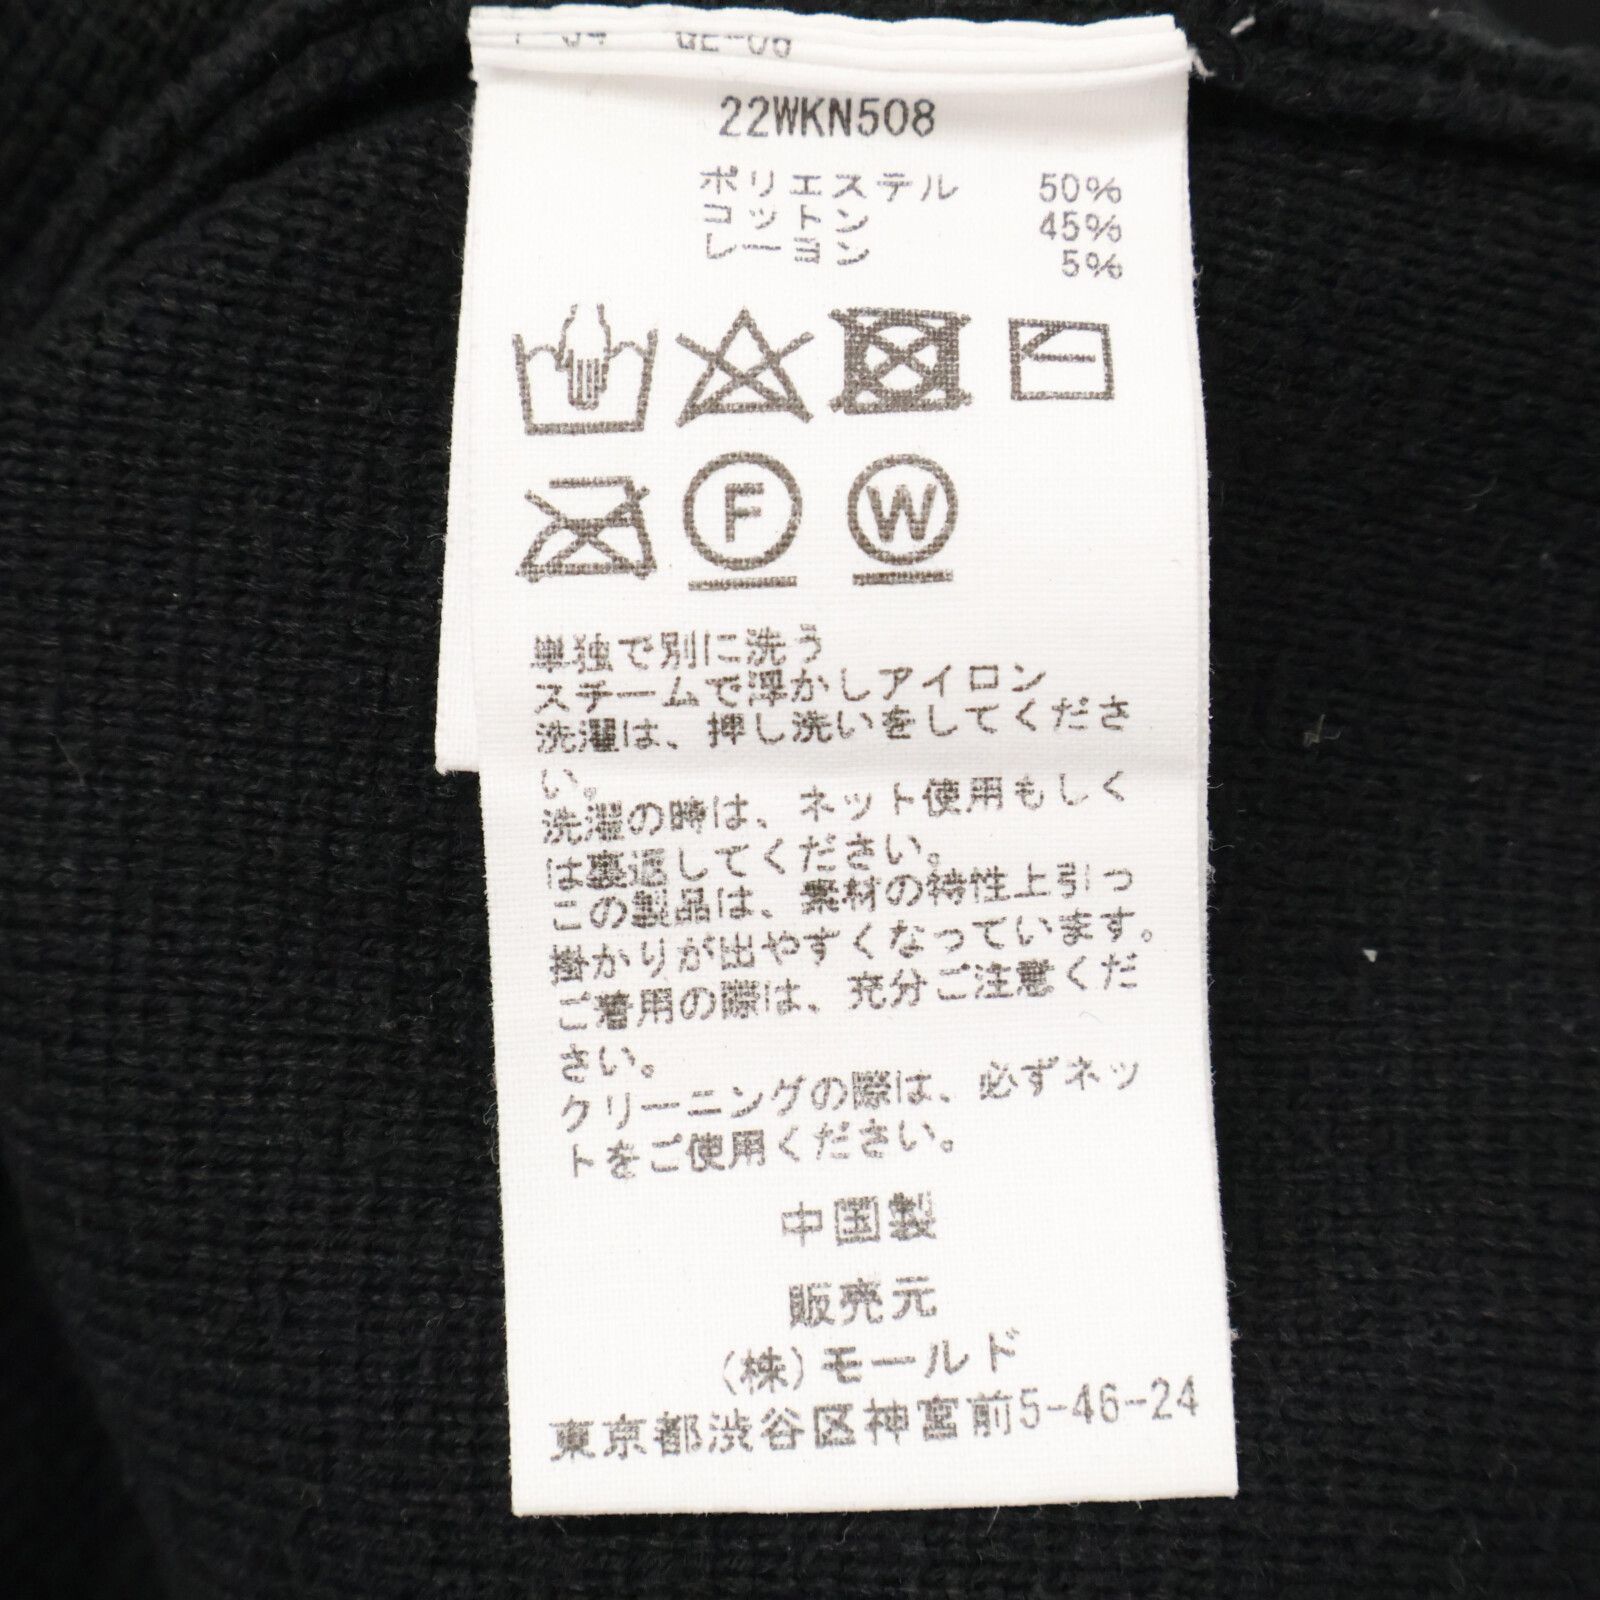 22WKN508
ポリエステル 50%
コットン 45%
レーヨン 5%
F W
単独で別に洗う
スチームで浮かしアイロン
洗濯は、押し洗いをしてくださ
い。
洗濯の時は、ネット使用もしく
は裏返してください。
この製品は、素材の特性上引っ
掛かりが出やすくなっています。
ご着用の際は、充分ご注意くだ
さい。
クリーニングの際は、必ずネッ
トをご使用ください。
中国製
販売元
(株)モールド
東京都渋谷区神宮前5-46-24